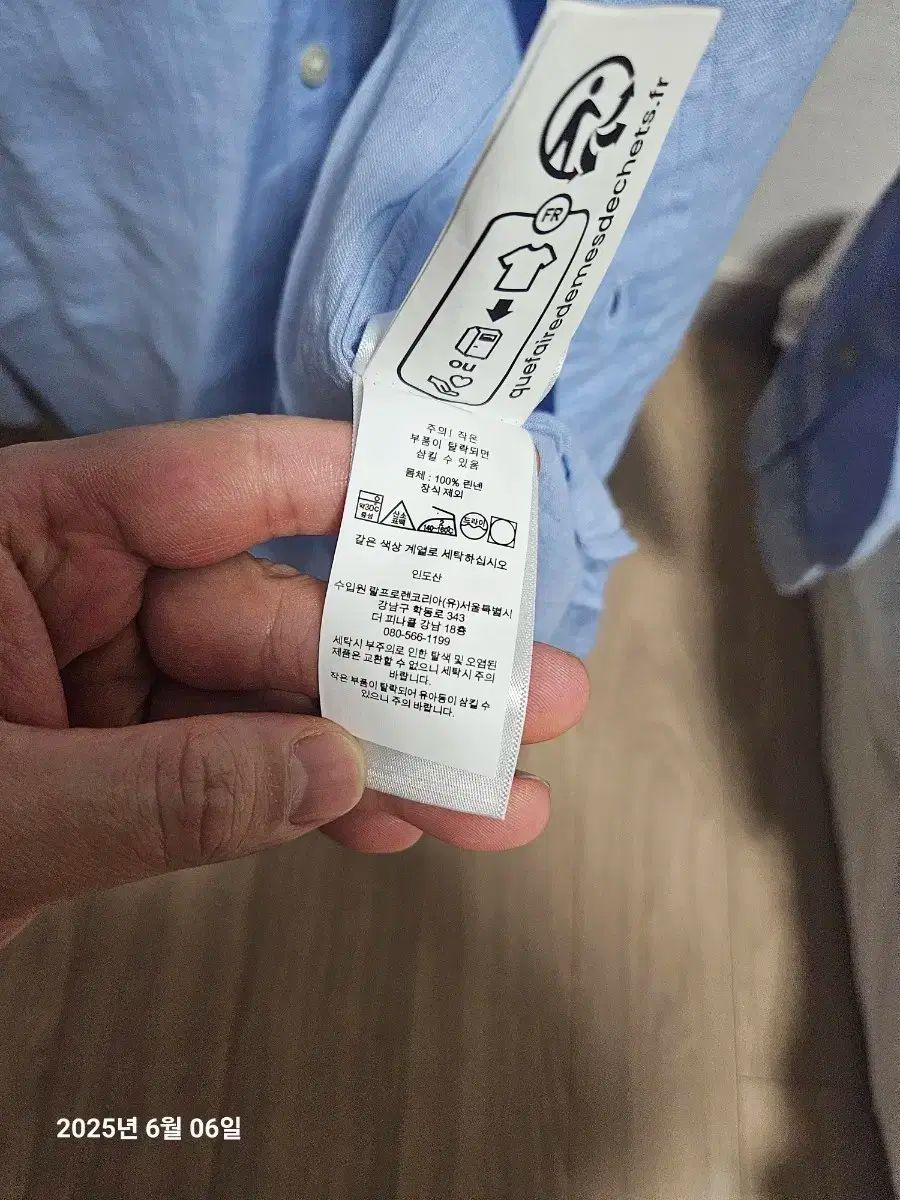 quefairedemesdechets.fr
FR
OU
주의! 작은
부품이 탈락되면
삼킬 수 있음
몸체 : 100% 린넨
장식 제외
약30C
중성
산소
표백
2
140-160℃
드라이
같은 색상 계열로 세탁하십시오
인도산
수입원 랄프로렌코리아(유)서울특별시
강남구 학동로 343
더 피나클 강남 18층
080-566-1199
세탁시 부주의로 인한 탈색 및 오염된
제품은 교환할 수 없으니 세탁시 주의
바랍니다.
작은 부품이 탈락되어 유아동이 삼킬 수
있으니 주의 바랍니다.
2025년 6월 06일